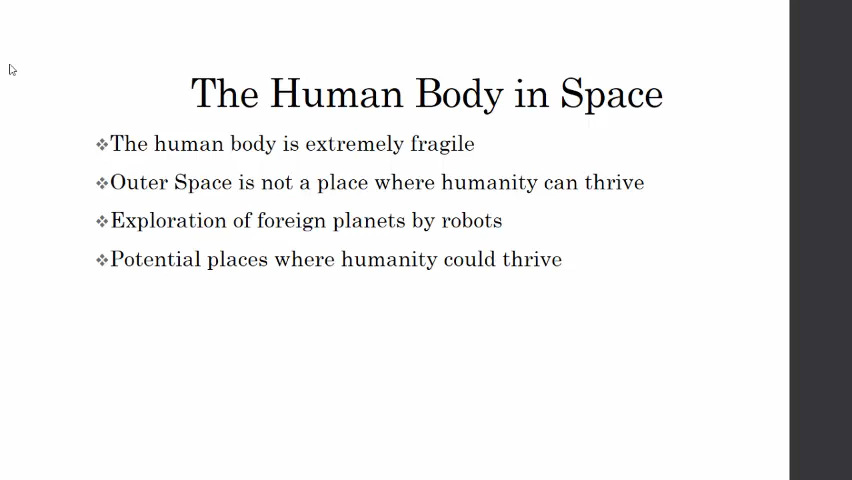 The Human Body in Space
❖The human body is extremely fragile
❖Outer Space is not a place where humanity can thrive
❖Exploration of foreign planets by robots
❖Potential places where humanity could thrive